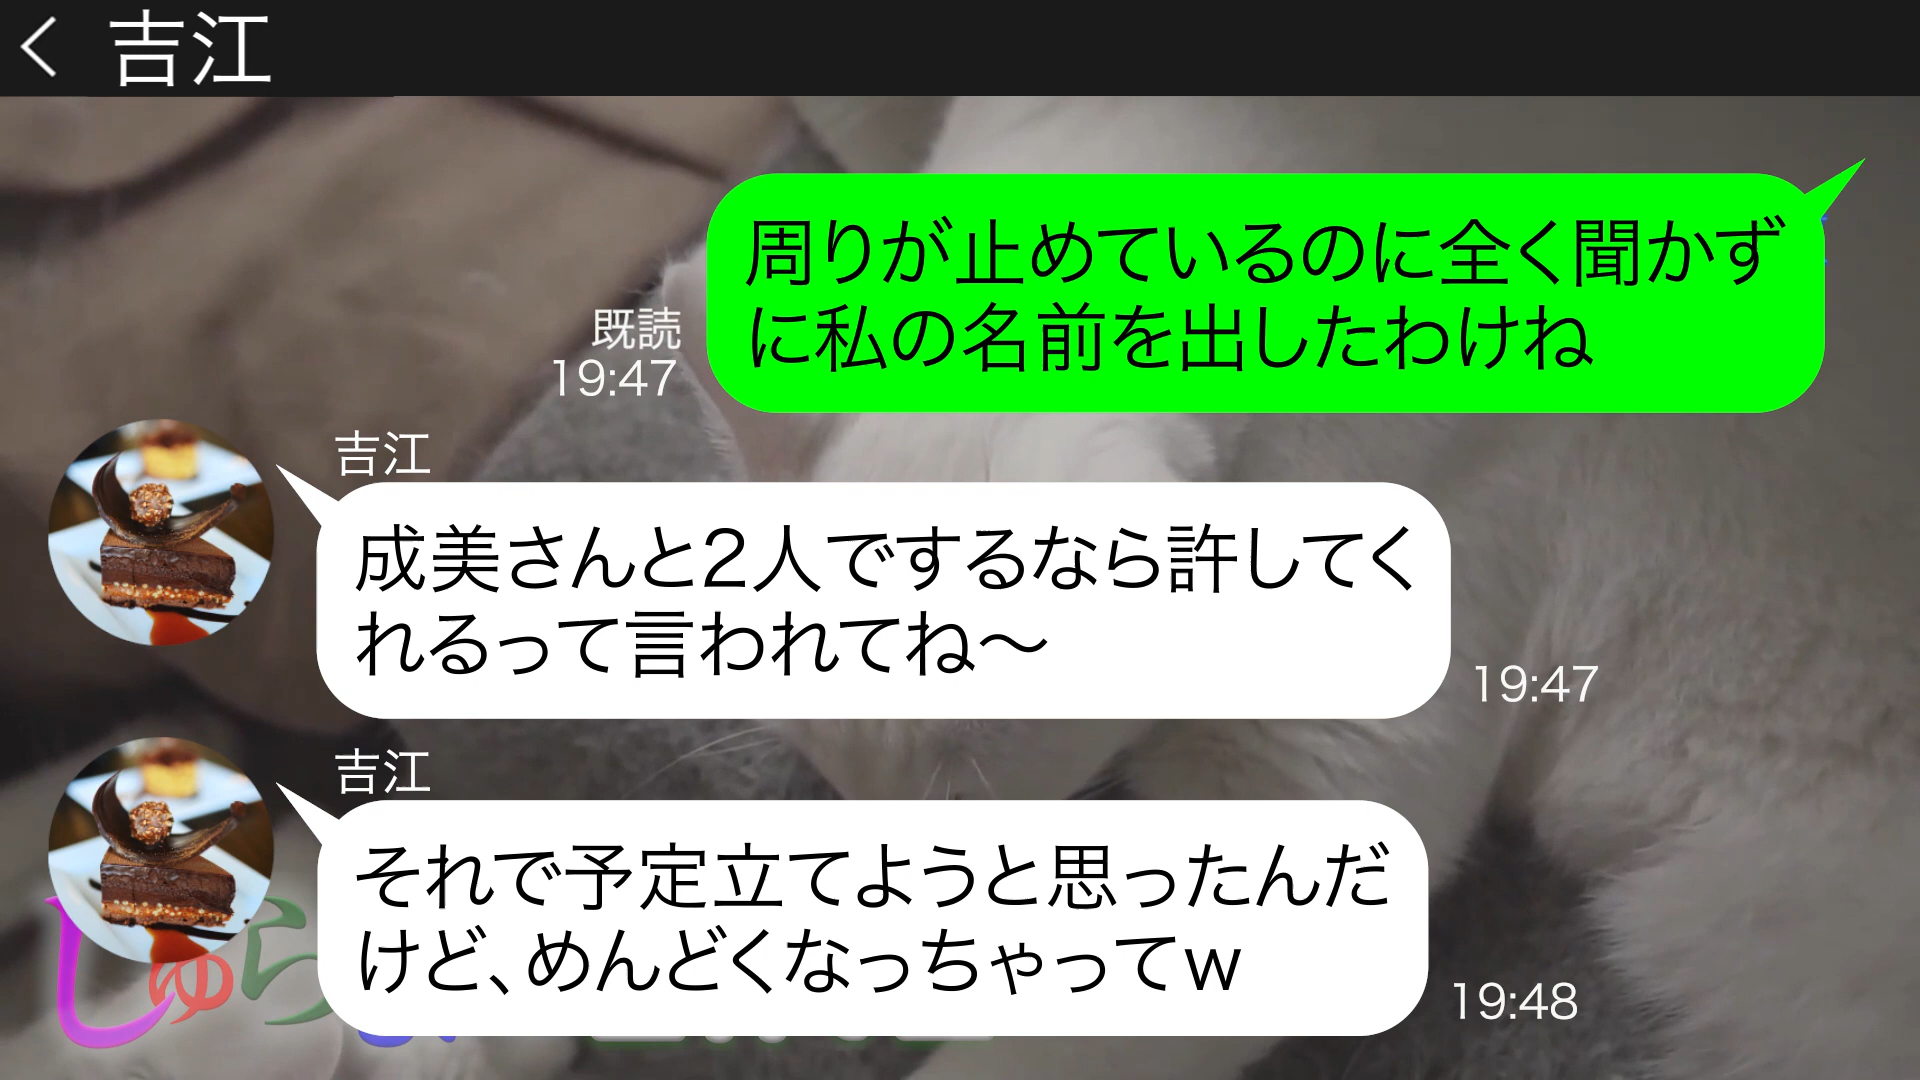 吉江
周りが止めているのに全く聞かず
に私の名前を出したわけね
既読
19:47
吉江
成美さんと2人でするなら許してく
れるって言われてね〜
19:47
吉江
それで予定立てようと思ったんだ
けど、めんどくなっちゃってw
19:48
しゅら